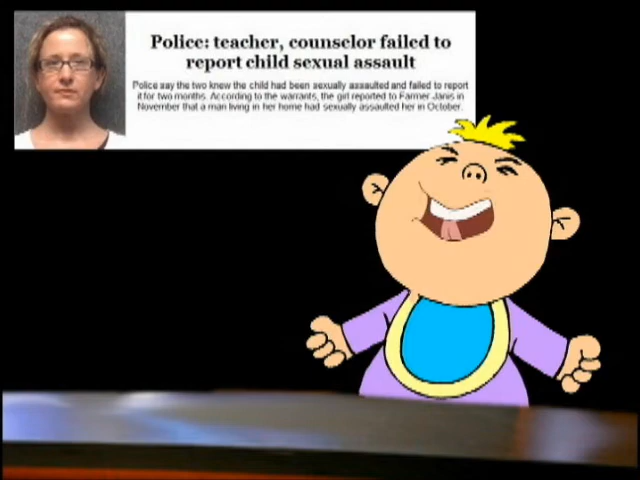 Police: teacher, counselor failed to
report child sexual assault
Police say the two knew the child had been sexually assaulted and failed to report
it for two months. According to the warrants, the girl reported to Farmer-Janis in
November that a man living in her home had sexually assaulted her in October.